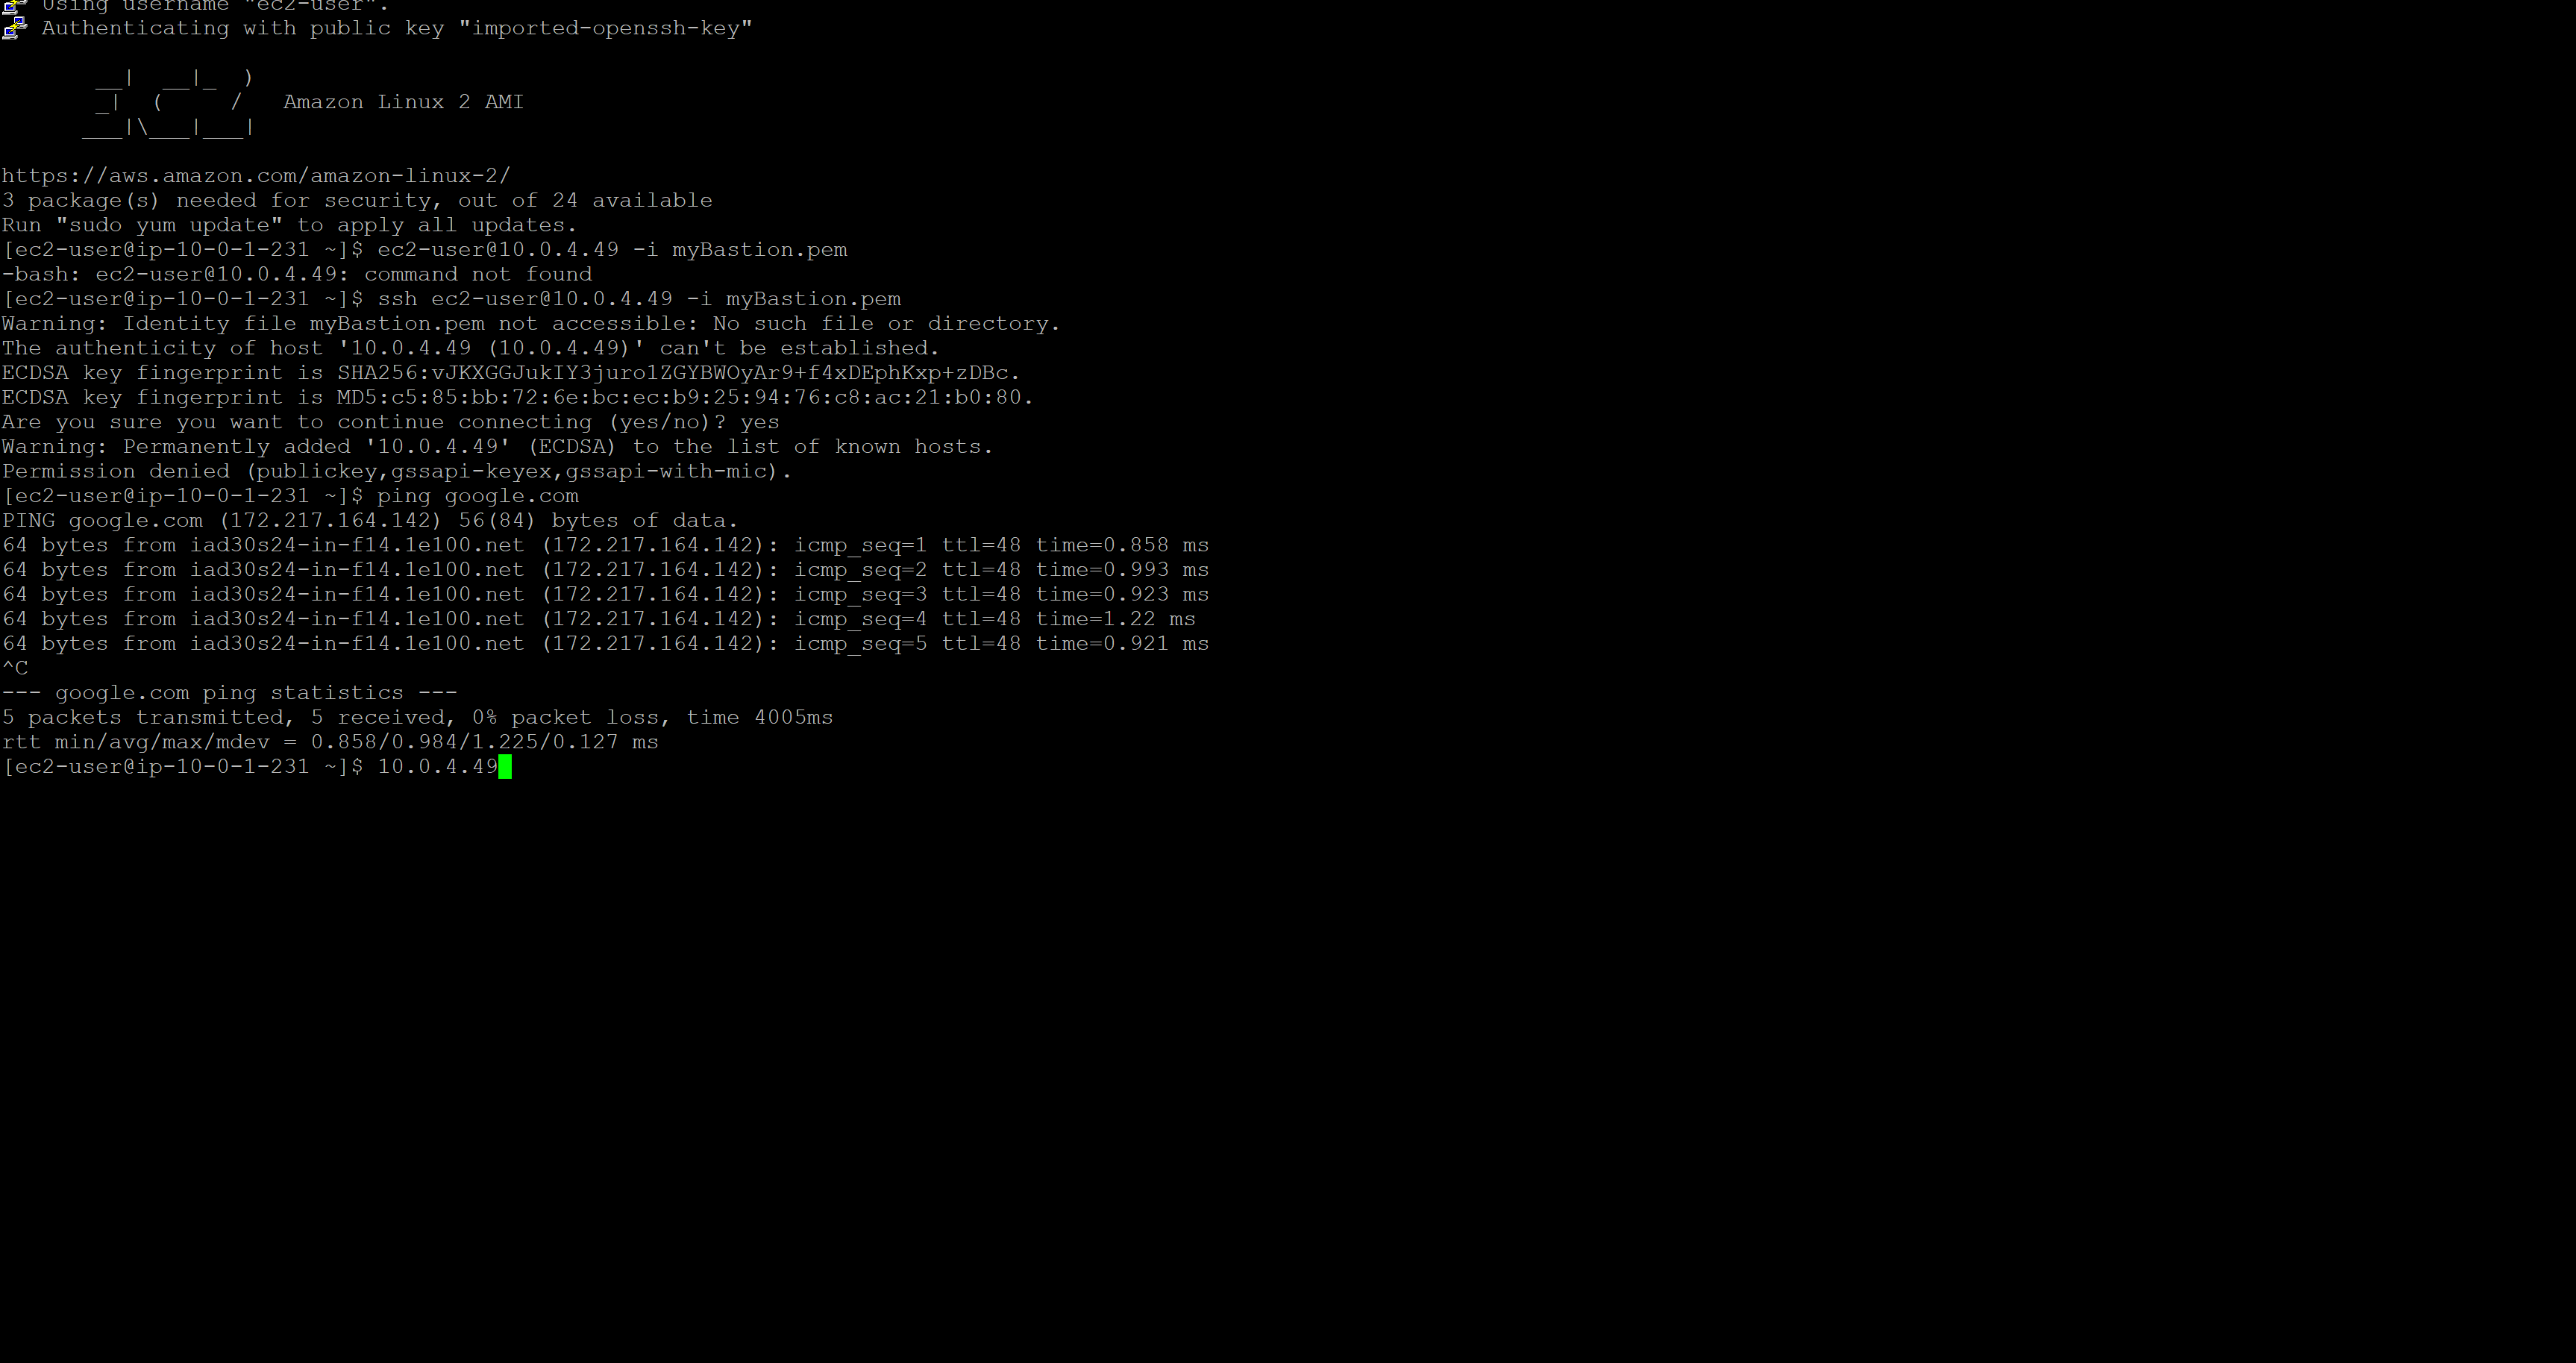 Using username "ec2-user".
Authenticating with public key "imported-openssh-key"

       __|  __|_  )
       _|  (     /   Amazon Linux 2 AMI
      ___|\___|___|

https://aws.amazon.com/amazon-linux-2/
3 package(s) needed for security, out of 24 available
Run "sudo yum update" to apply all updates.
[ec2-user@ip-10-0-1-231 ~]$ ec2-user@10.0.4.49 -i myBastion.pem
-bash: ec2-user@10.0.4.49: command not found
[ec2-user@ip-10-0-1-231 ~]$ ssh ec2-user@10.0.4.49 -i myBastion.pem
Warning: Identity file myBastion.pem not accessible: No such file or directory.
The authenticity of host '10.0.4.49 (10.0.4.49)' can't be established.
ECDSA key fingerprint is SHA256:vJKXGGJukIY3juro1ZGYBWOyAr9+f4xDEphKxp+zDBc.
ECDSA key fingerprint is MD5:c5:85:bb:72:6e:bc:ec:b9:25:94:76:c8:ac:21:b0:80.
Are you sure you want to continue connecting (yes/no)? yes
Warning: Permanently added '10.0.4.49' (ECDSA) to the list of known hosts.
Permission denied (publickey,gssapi-keyex,gssapi-with-mic).
[ec2-user@ip-10-0-1-231 ~]$ ping google.com
PING google.com (172.217.164.142) 56(84) bytes of data.
64 bytes from iad30s24-in-f14.1e100.net (172.217.164.142): icmp_seq=1 ttl=48 time=0.858 ms
64 bytes from iad30s24-in-f14.1e100.net (172.217.164.142): icmp_seq=2 ttl=48 time=0.993 ms
64 bytes from iad30s24-in-f14.1e100.net (172.217.164.142): icmp_seq=3 ttl=48 time=0.923 ms
64 bytes from iad30s24-in-f14.1e100.net (172.217.164.142): icmp_seq=4 ttl=48 time=1.22 ms
64 bytes from iad30s24-in-f14.1e100.net (172.217.164.142): icmp_seq=5 ttl=48 time=0.921 ms
^C
--- google.com ping statistics ---
5 packets transmitted, 5 received, 0% packet loss, time 4005ms
rtt min/avg/max/mdev = 0.858/0.984/1.225/0.127 ms
[ec2-user@ip-10-0-1-231 ~]$ 10.0.4.49